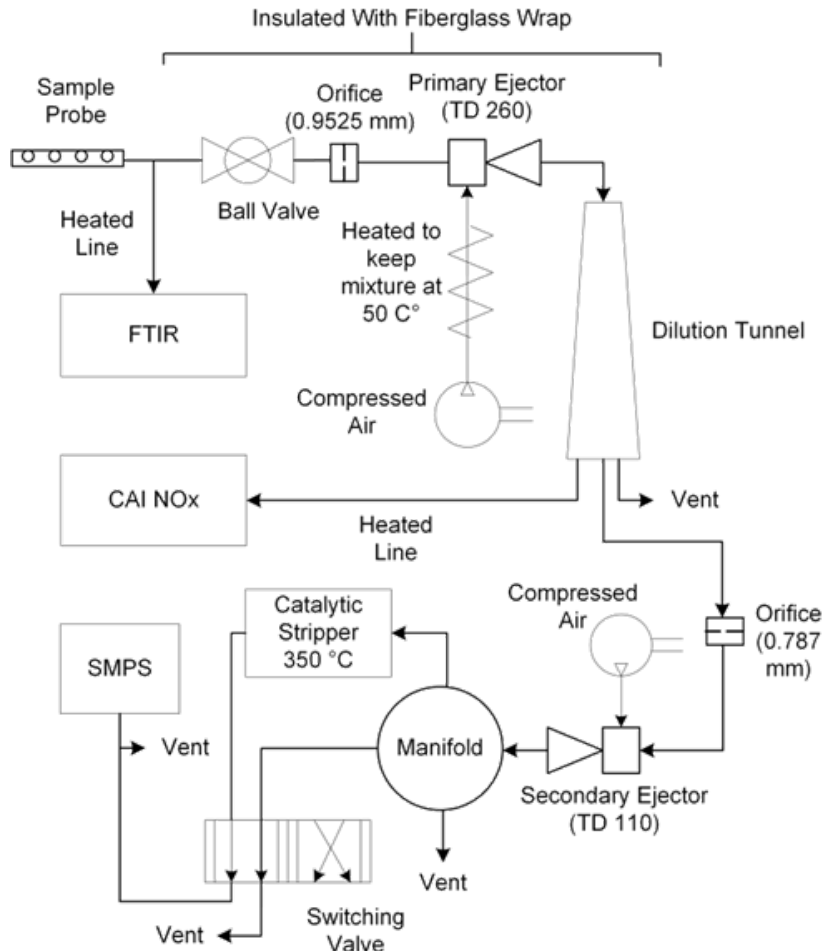 Insulated With Fiberglass Wrap
Sample
Probe
Orifice
(0.9525 mm)
Primary Ejector
(TD 260)
Ball Valve
Heated
Line
FTIR
Heated to
keep
mixture at
50 C°
Compressed
Air
Dilution Tunnel
CAI NOx
Heated
Line
Vent
Compressed
Air
Orifice
(0.787
mm)
Catalytic
Stripper
350 °C
SMPS
Vent
Manifold
Secondary Ejector
(TD 110)
Vent
Switching
Valve
Vent